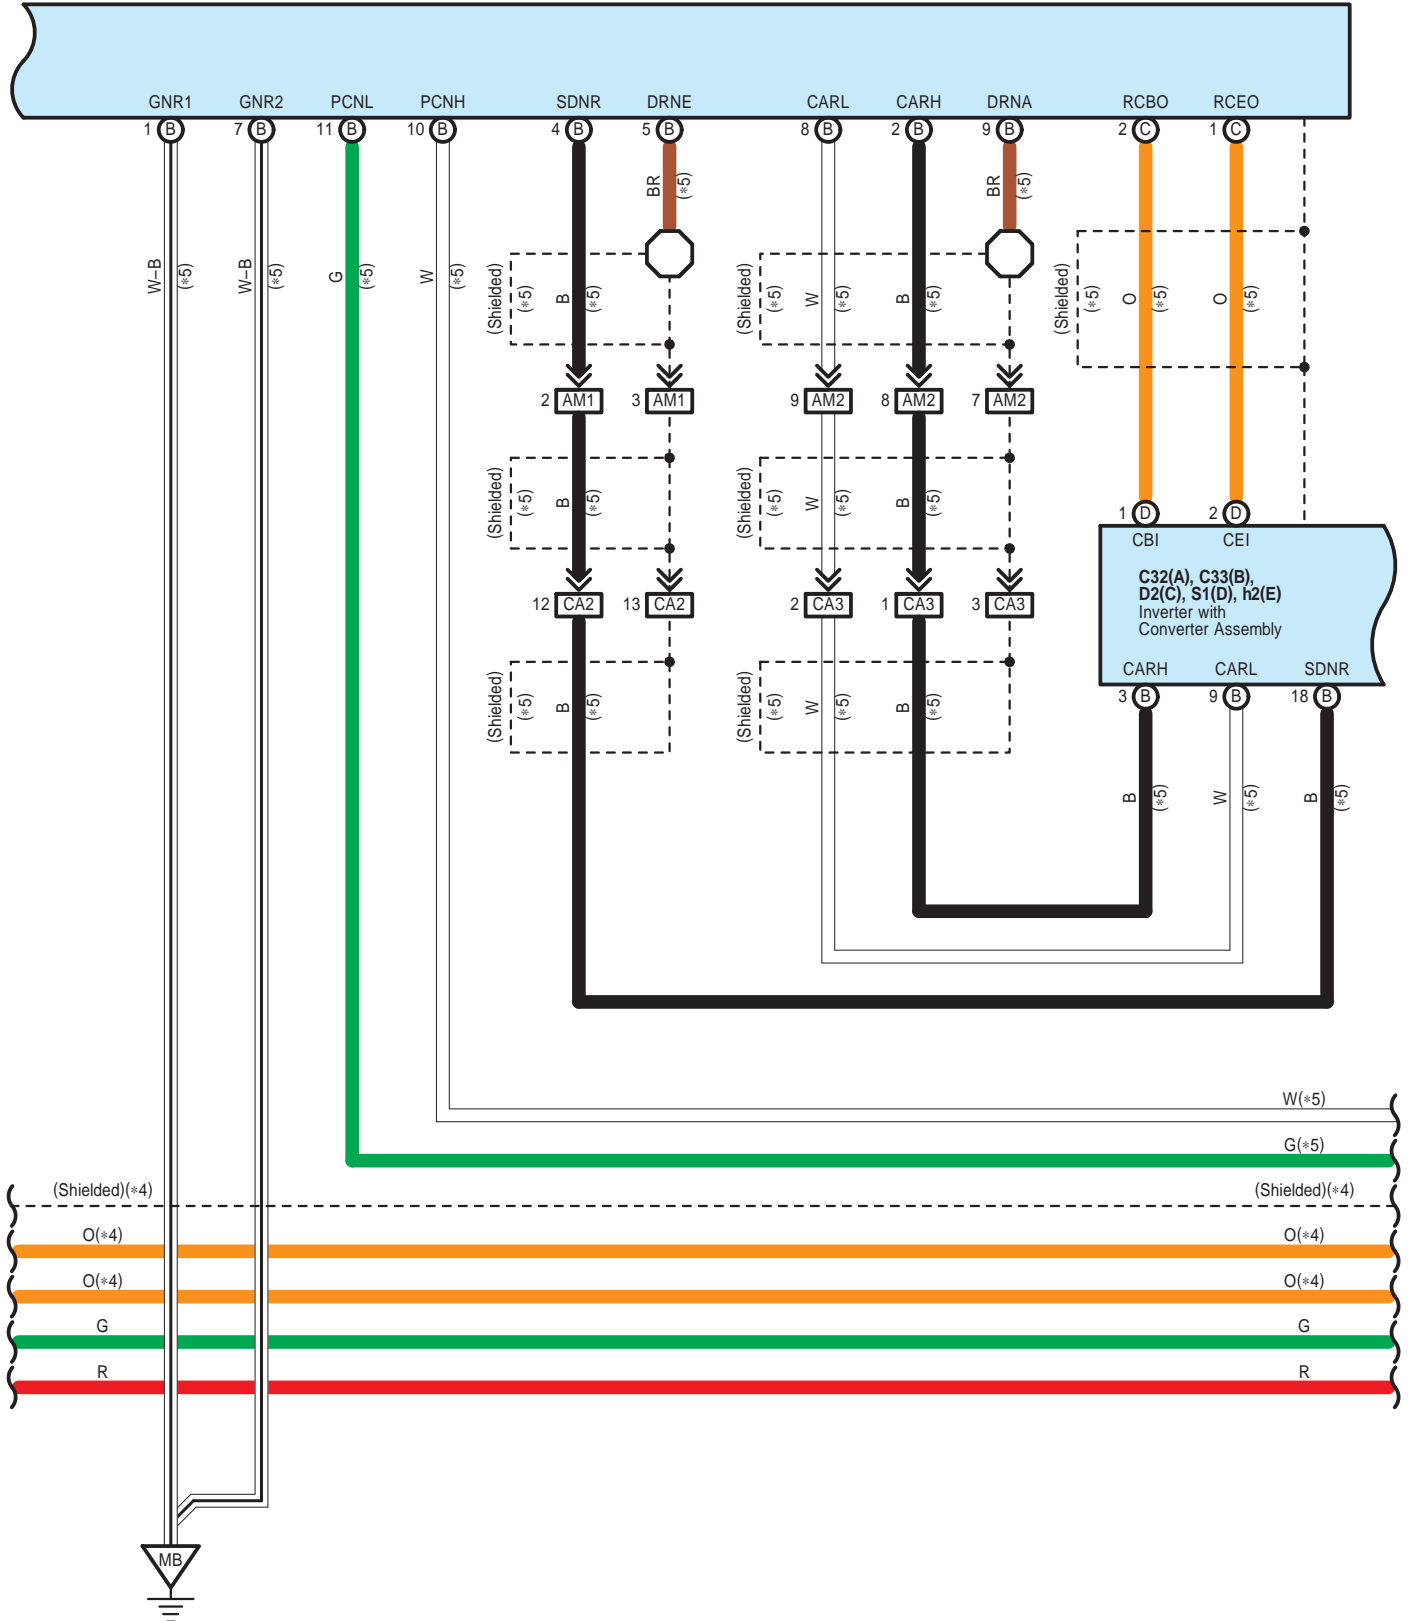 GNR1 GNR2 PCNL PCNH SDNR DRNE CARL CARH DRNA RCBO RCEO
1 B 7 B 11 B 10 B 4 B 5 B 8 B 2 B 9 B 2 C 1 C
BR (*5) BR (*5)
W-B (*5) W-B (*5) G (*5) W (*5) (Shielded) (*5) B (*5) (Shielded) (*5) W (*5) B (*5) (Shielded) (*5) O (*5) O (*5)
2 AM1 3 AM1 9 AM2 8 AM2 7 AM2
(Shielded) (*5) B (*5) (Shielded) (*5) W (*5) B (*5)
1 D 2 D
CBI CEI
C32(A), C33(B),
D2(C), S1(D), h2(E)
Inverter with
Converter Assembly
12 CA2 13 CA2 2 CA3 1 CA3 3 CA3
CARH CARL SDNR
3 B 9 B 18 B
(Shielded) (*5) B (*5) (Shielded) (*5) W (*5) B (*5)
B (*5) W (*5) B (*5)
W(*5)
G(*5)
(Shielded)(*4) (Shielded)(*4)
O(*4) O(*4)
O(*4) O(*4)
G G
R R
MB